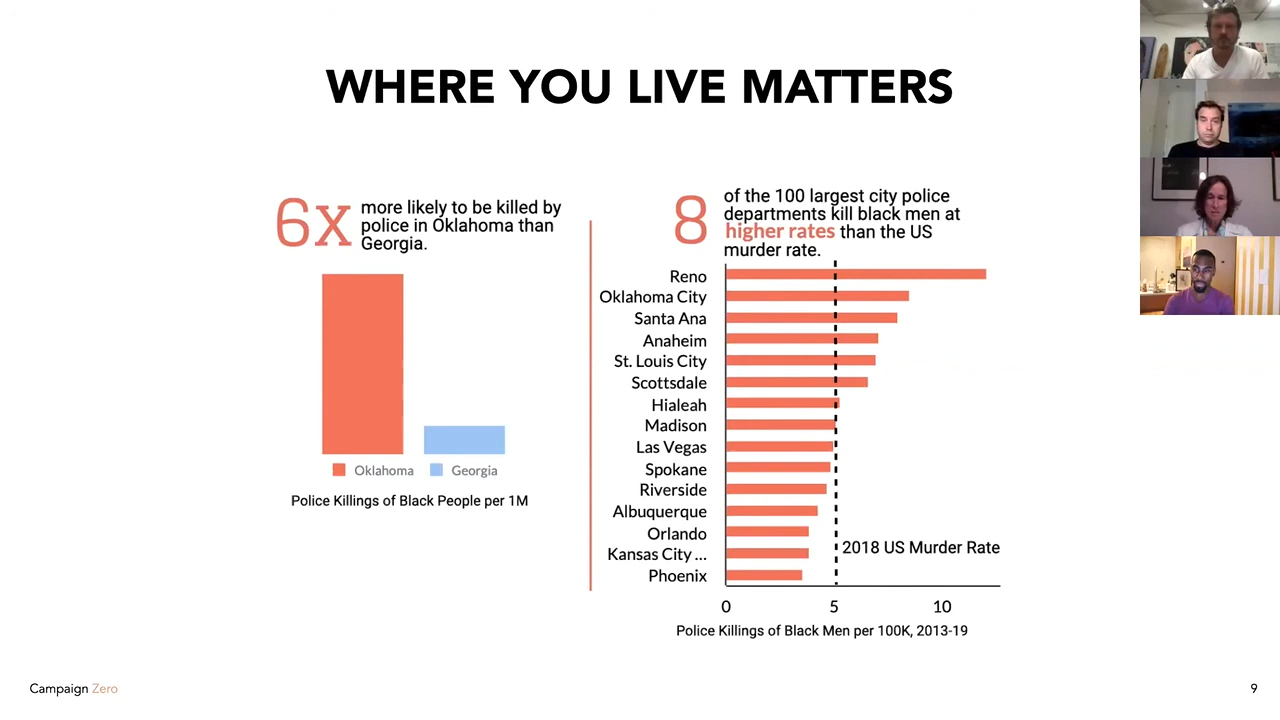 WHERE YOU LIVE MATTERS
6x
more likely to be killed by
police in Oklahoma than
Georgia.
Oklahoma
Georgia
Police Killings of Black People per 1M
8
of the 100 largest city police
departments kill black men at
higher rates than the US
murder rate.
Reno
Oklahoma City
Santa Ana
Anaheim
St. Louis City
Scottsdale
Hialeah
Madison
Las Vegas
Spokane
Riverside
Albuquerque
Orlando
Kansas City ...
Phoenix
2018 US Murder Rate
0 5 10
Police Killings of Black Men per 100K, 2013-19
Campaign Zero
9